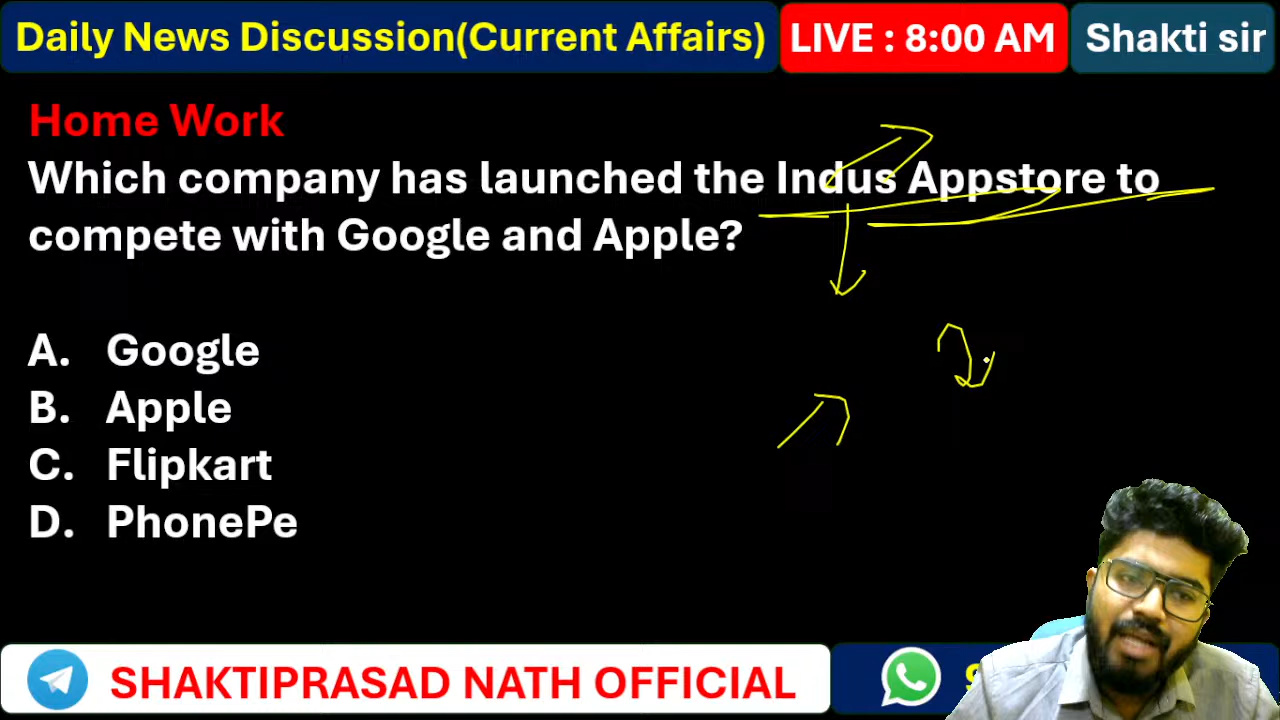 Daily News Discussion(Current Affairs)
LIVE : 8:00 AM
Shakti sir
Home Work
Which company has launched the Indus Appstore to
compete with Google and Apple?
A. Google
B. Apple
C. Flipkart
D. PhonePe
SHAKTIPRASAD NATH OFFICIAL